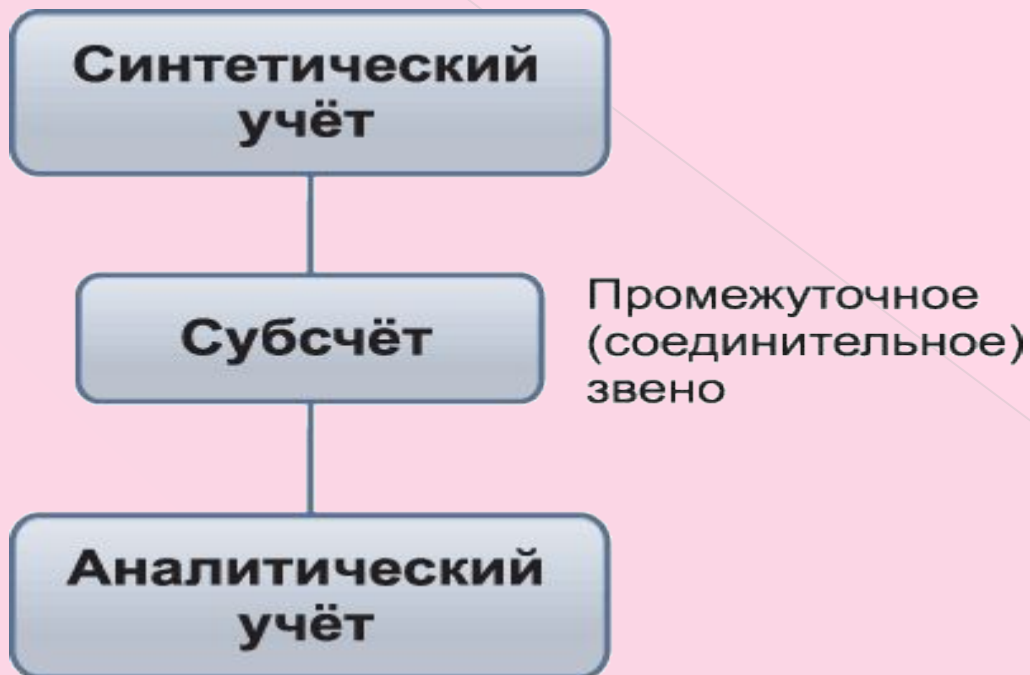 Синтетический
учёт
Субсчёт
Промежуточное
(соединительное)
звено
Аналитический
учёт